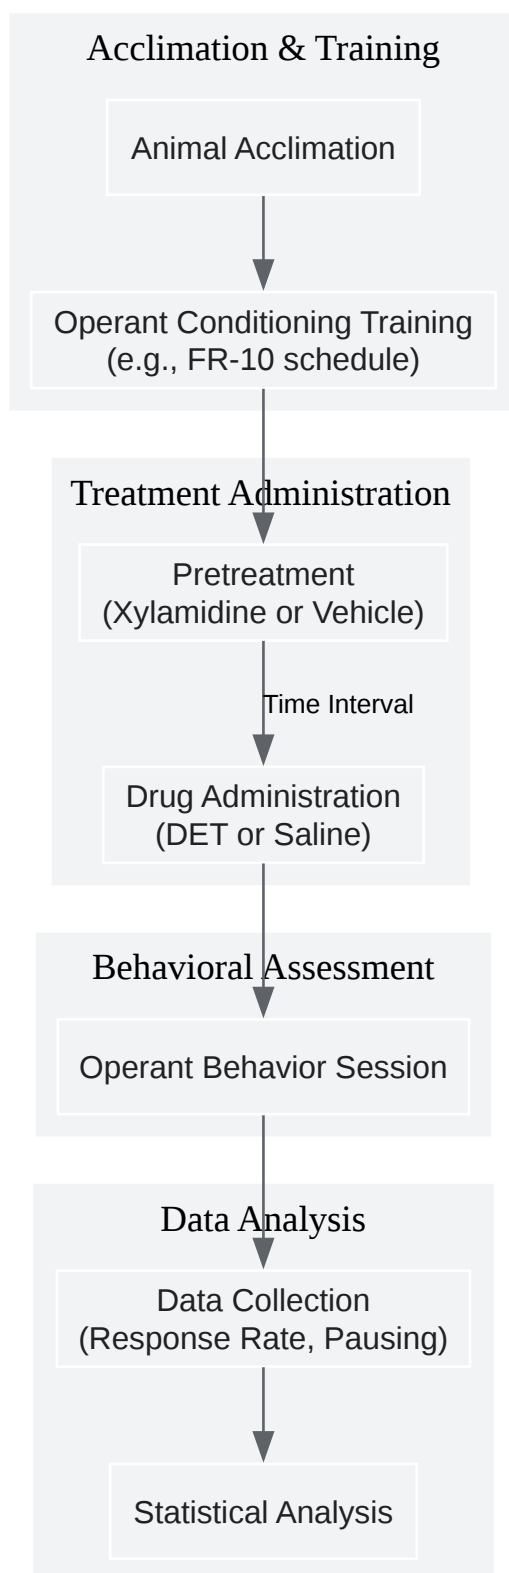 Acclimation & Training
Animal Acclimation
Operant Conditioning Training
(e.g., FR-10 schedule)
Treatment Administration
Pretreatment
(Xylamidine or Vehicle)
Time Interval
Drug Administration
(DET or Saline)
Behavioral Assessment
Operant Behavior Session
Data Analysis
Data Collection
(Response Rate, Pausing)
Statistical Analysis